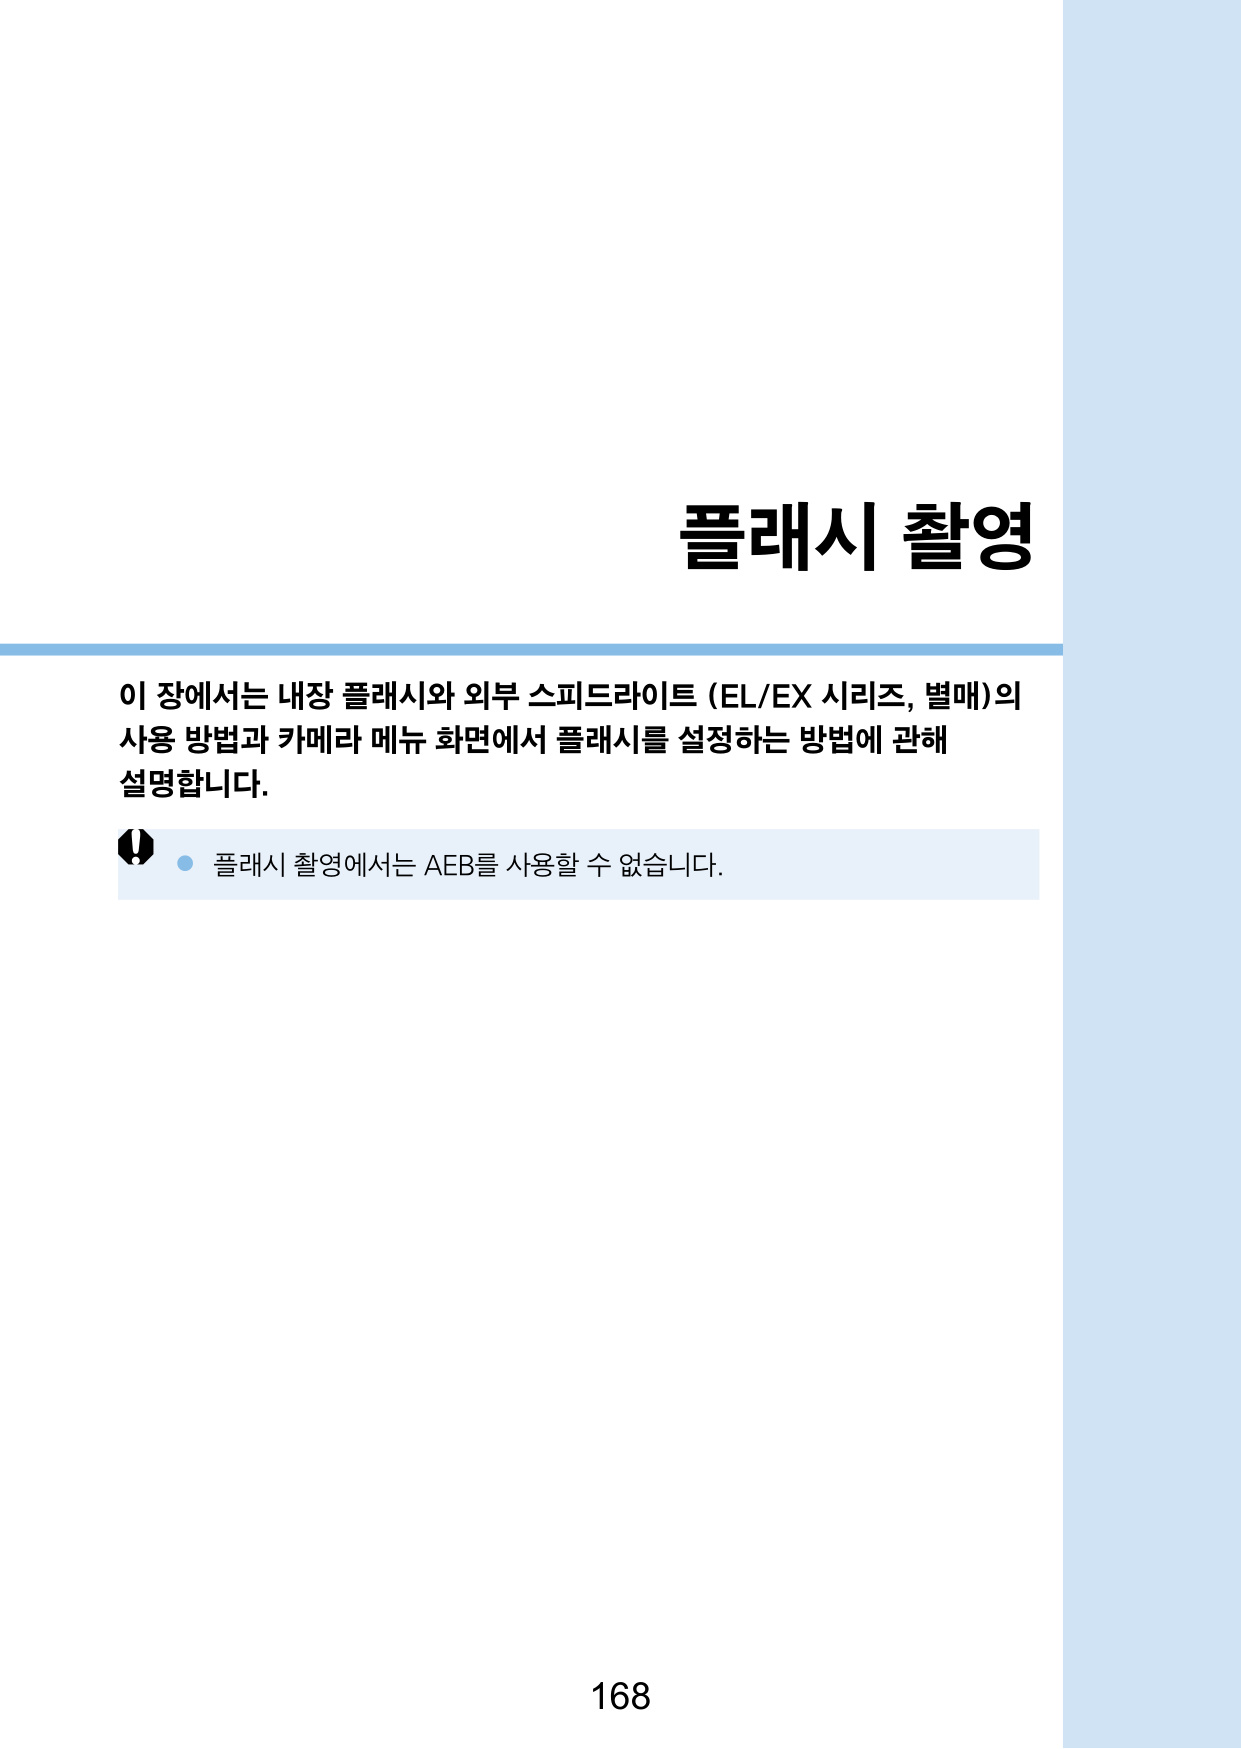 플래시 촬영
이 장에서는 내장 플래시와 외부 스피드라이트 (EL/EX 시리즈, 별매)의
사용 방법과 카메라 메뉴 화면에서 플래시를 설정하는 방법에 관해
설명합니다.
● 플래시 촬영에서는 AEB를 사용할 수 없습니다.
168